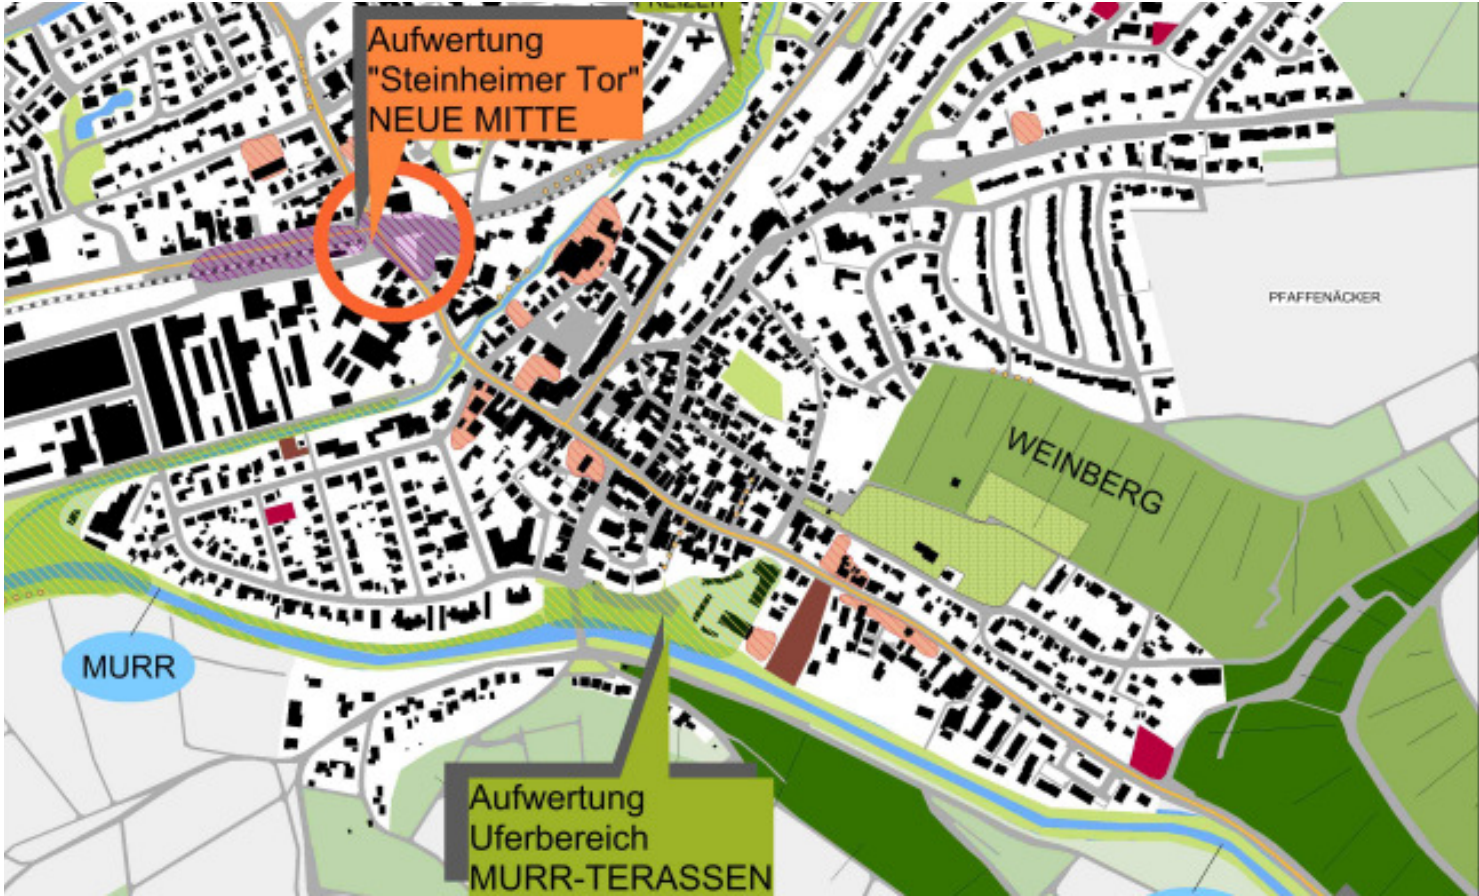 Aufwertung
"Steinheimer Tor"
NEUE MITTE
PFAFFENÄCKER
WEINBERG
MURR
Aufwertung
Uferbereich
MURR-TERASSEN